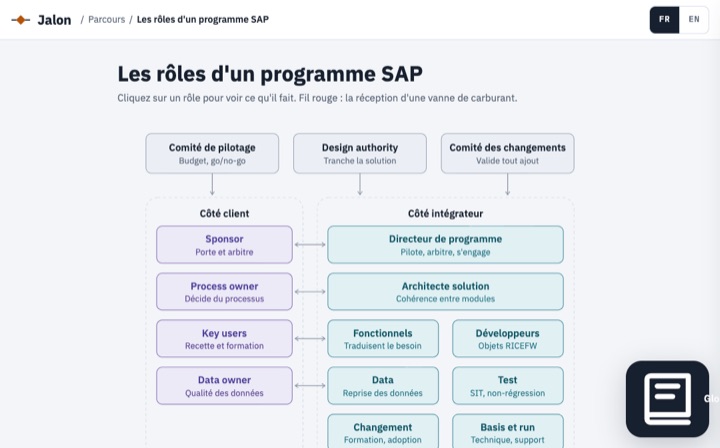 Jalon / Parcours / Les rôles d'un programme SAP
FR EN
Les rôles d'un programme SAP
Cliquez sur un rôle pour voir ce qu'il fait. Fil rouge : la réception d'une vanne de carburant.
Comité de pilotage
Budget, go/no-go
Design authority
Tranche la solution
Comité des changements
Valide tout ajout
Côté client
Côté intégrateur
Sponsor
Porte et arbitre
Directeur de programme
Pilote, arbitre, s'engage
Process owner
Décide du processus
Architecte solution
Cohérence entre modules
Key users
Recette et formation
Fonctionnels
Traduisent le besoin
Développeurs
Objets RICEFW
Data owner
Qualité des données
Data
Reprise des données
Test
SIT, non-régression
Changement
Formation, adoption
Basis et run
Technique, support